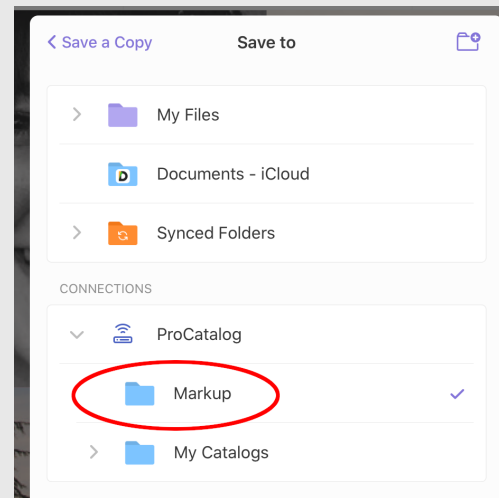 Save a Copy Save to
My Files
Documents - iCloud
Synced Folders
CONNECTIONS
ProCatalog
Markup
My Catalogs